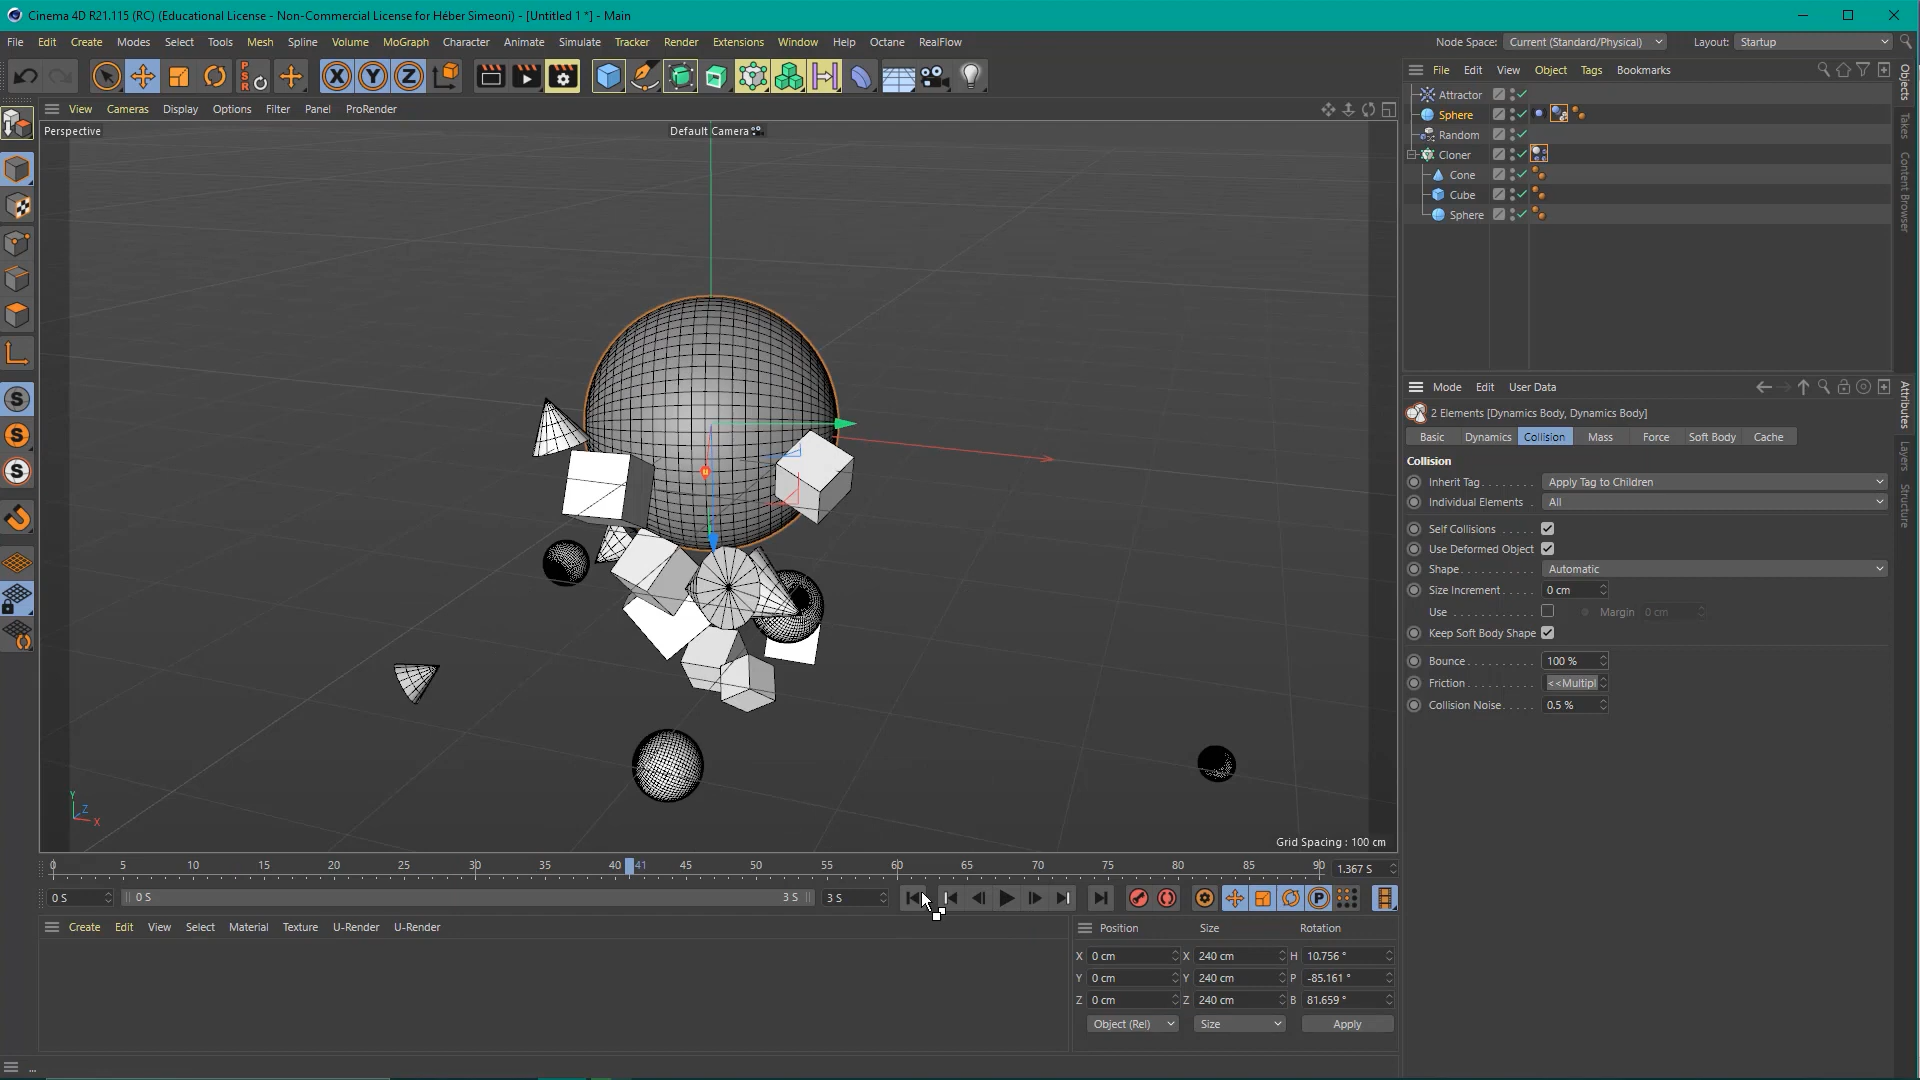 Cinema 4D R21.115 (RC) (Educational License - Non-Commercial License for Héber Simeoni) - [Untitled 1 *] - Main
File Edit Create Modes Select Tools Mesh Spline Volume MoGraph Character Animate Simulate Tracker Render Extensions Window Help Octane RealFlow
Node Space: Current (Standard/Physical) Layout: Startup
PSR X Y Z
View Cameras Display Options Filter Panel ProRender
Perspective
Default Camera
Y
Z
X
Grid Spacing : 100 cm
File Edit View Object Tags Bookmarks
Attractor
Sphere
Random
Cloner
Cone
Cube
Sphere
Objects
Takes
Content Browser
Mode Edit User Data
2 Elements [Dynamics Body, Dynamics Body]
Basic Dynamics Collision Mass Force Soft Body Cache
Collision
Inherit Tag . . . . . . . . Apply Tag to Children
Individual Elements . All
Self Collisions
Use Deformed Object
Shape. . . . . . . . . . . Automatic
Size Increment . . . . 0 cm
Use . . . . . . . . . . . . Margin 0 cm
Keep Soft Body Shape
Bounce. . . . . . . . . . 100 %
Friction . . . . . . . . . . <<Multipl
Collision Noise. . . . . 0.5 %
Attributes
Layers
Structure
0 5 10 15 20 25 30 35 40 41 45 50 55 60 65 70 75 80 85 90 1.367 S
0 S 0 S 3 S 3 S
Create Edit View Select Material Texture U-Render U-Render
Position Size Rotation
X 0 cm X 240 cm H 10.756 °
Y 0 cm Y 240 cm P -85.161 °
Z 0 cm Z 240 cm B 81.659 °
Object (Rel) Size Apply
...